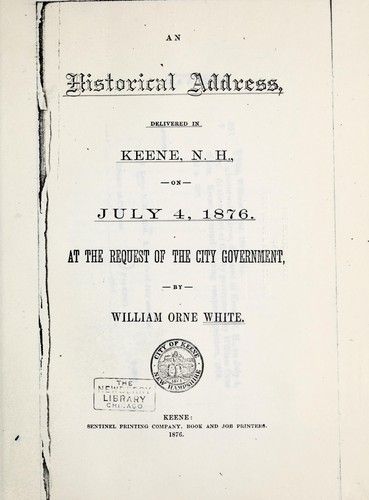 AN
Historical Address,
DELIVERED IN
KEENE, N. H.,
—ON—
JULY 4, 1876,
AT THE REQUEST OF THE CITY GOVERNMENT,
—BY—
WILLIAM ORNE WHITE.
CITY OF KEENE
NEW HAMPSHIRE
THE
NEWBERRY
LIBRARY
CHICAGO
KEENE:
SENTINEL PRINTING COMPANY, BOOK AND JOB PRINTERS.
1876.